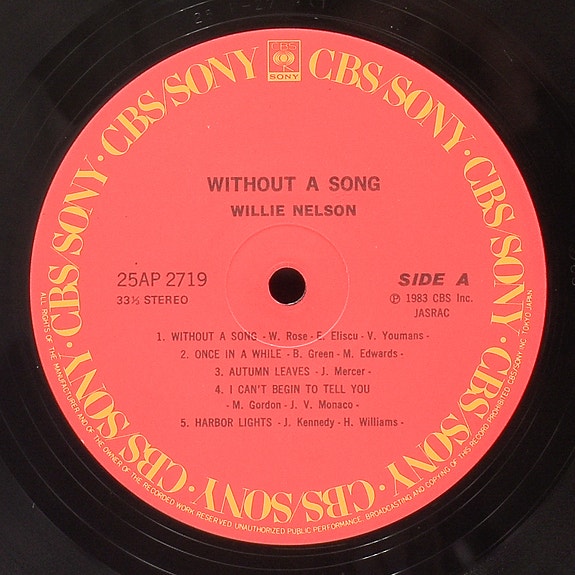 CBS/SONY · CBS/SONY · CBS/SONY · CBS/SONY · CBS/SONY · CBS/SONY · CBS/SONY · CBS/SONY
CBS
SONY
WITHOUT A SONG
WILLIE NELSON
25AP 2719
33⅓ STEREO
SIDE A
℗ 1983 CBS Inc.
JASRAC
1. WITHOUT A SONG - W. Rose - E. Eliscu - V. Youmans -
2. ONCE IN A WHILE - B. Green - M. Edwards -
3. AUTUMN LEAVES - J. Mercer -
4. I CAN'T BEGIN TO TELL YOU
- M. Gordon - J. V. Monaco -
5. HARBOR LIGHTS - J. Kennedy - H. Williams -
ALL RIGHTS OF THE MANUFACTURER AND OF THE OWNER OF THE RECORDED WORK RESERVED UNAUTHORIZED PUBLIC PERFORMANCE, BROADCASTING AND COPYING OF THIS RECORD PROHIBITED CBS/SONY INC. TOKYO JAPAN